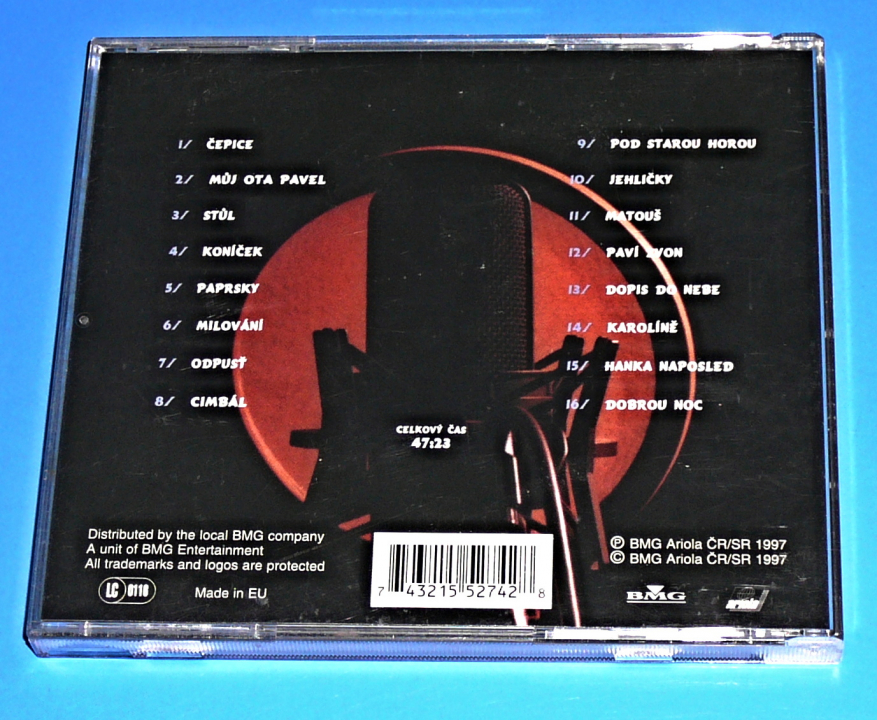 1/ ČEPICE
2/ MŮJ OTA PAVEL
3/ STŮL
4/ KONÍČEK
5/ PAPRSKY
6/ MILOVÁNÍ
7/ ODPUSŤ
8/ CIMBÁL
9/ POD STAROU HOROU
10/ JEHLIČKY
11/ MATOUŠ
12/ PAVÍ ZVON
13/ DOPIS DO NEBE
14/ KAROLÍNĚ
15/ HANKA NAPOSLED
16/ DOBROU NOC
CELKOVÝ ČAS
47:23
Distributed by the local BMG company
A unit of BMG Entertainment
All trademarks and logos are protected
LC 0116
Made in EU
7 43215 52742 8
Ⓟ BMG Ariola ČR/SR 1997
© BMG Ariola ČR/SR 1997
BMG
ARIOLA